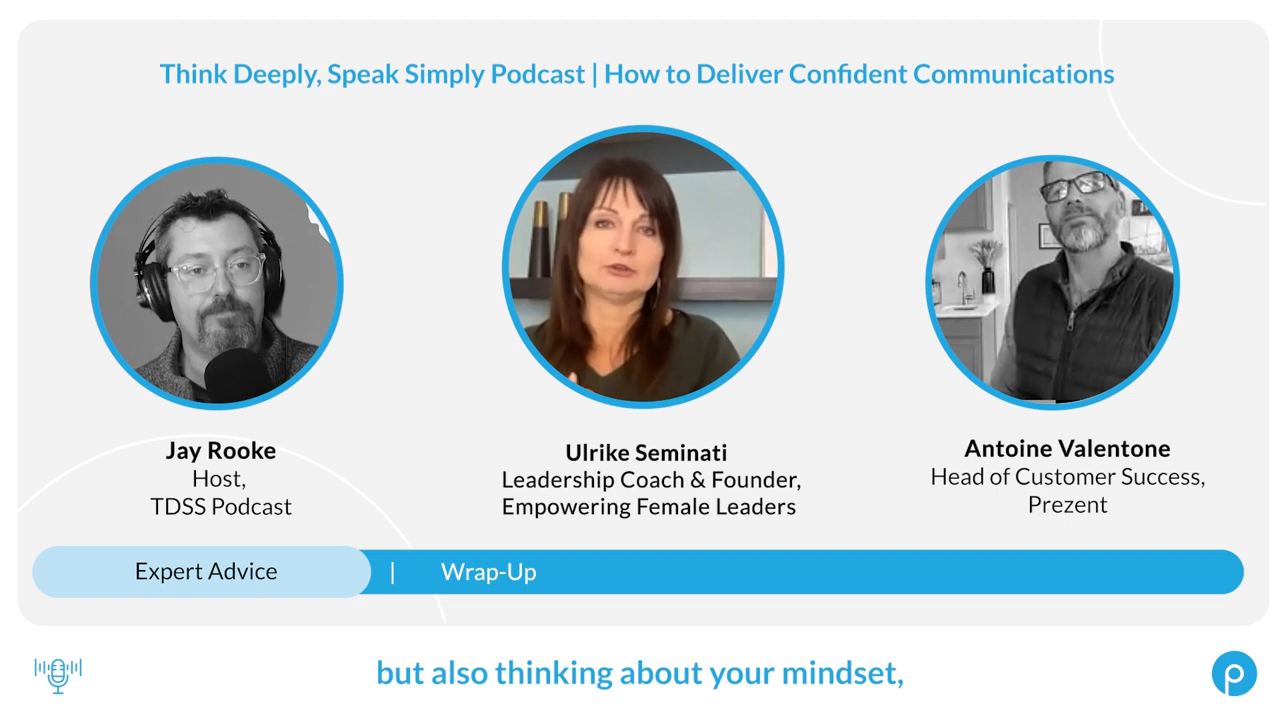 Think Deeply, Speak Simply Podcast | How to Deliver Confident Communications
Jay Rooke
Host,
TDSS Podcast
Ulrike Seminati
Leadership Coach & Founder,
Empowering Female Leaders
Antoine Valentone
Head of Customer Success,
Prezent
Expert Advice | Wrap-Up
but also thinking about your mindset,